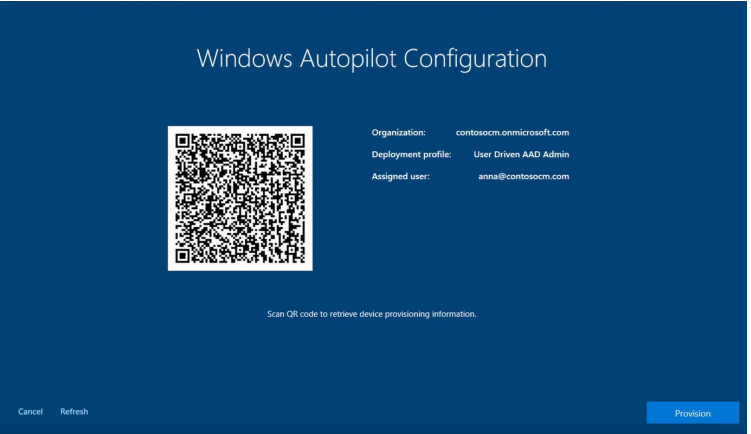 Windows Autopilot Configuration
Organization: contosocm.onmicrosoft.com
Deployment profile: User Driven AAD Admin
Assigned user: anna@contosocm.com
Scan QR code to retrieve device provisioning information.
Cancel Refresh Provision